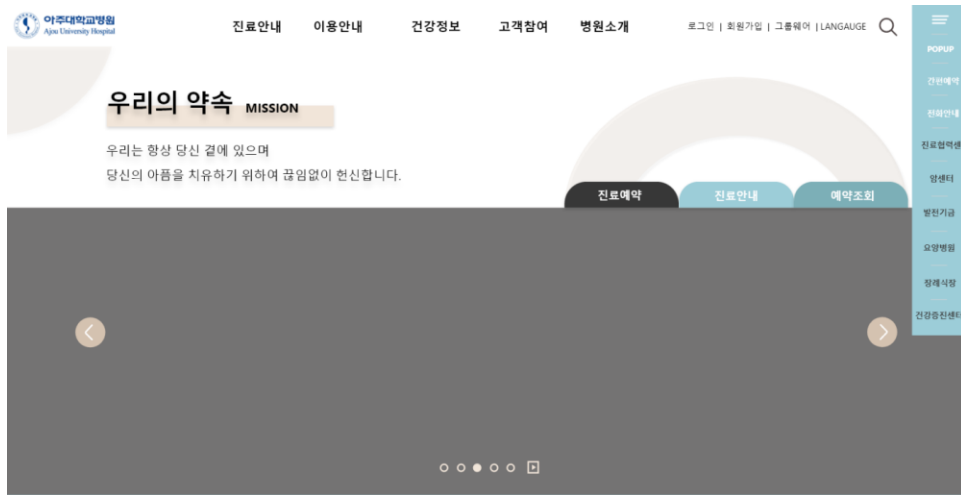 아주대학교병원
Ajou University Hospital
진료안내 이용안내 건강정보 고객참여 병원소개
로그인 | 회원가입 | 그룹웨어 | LANGAUGE
우리의 약속 MISSION
우리는 항상 당신 곁에 있으며
당신의 아픔을 치유하기 위하여 끊임없이 헌신합니다.
진료예약 진료안내 예약조회
POPUP
간편예약
전화안내
진료협력센
암센터
발전기금
요양병원
장례식장
건강증진센터